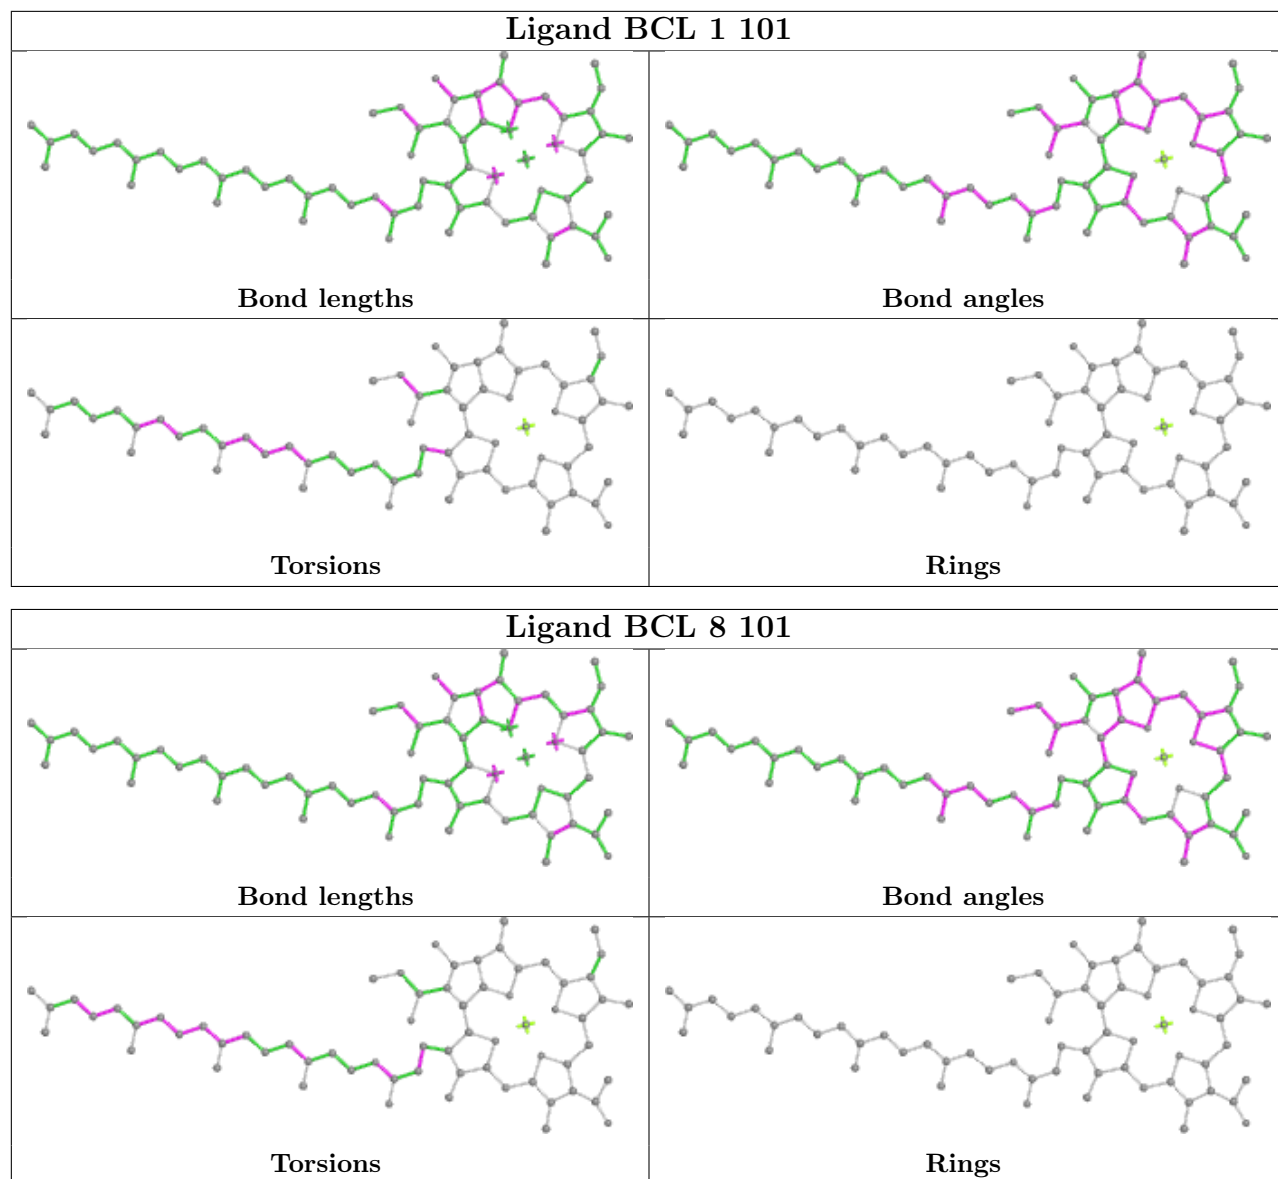 Ligand BCL 1 101
Bond lengths
Bond angles
Torsions
Rings
Ligand BCL 8 101
Bond lengths
Bond angles
Torsions
Rings